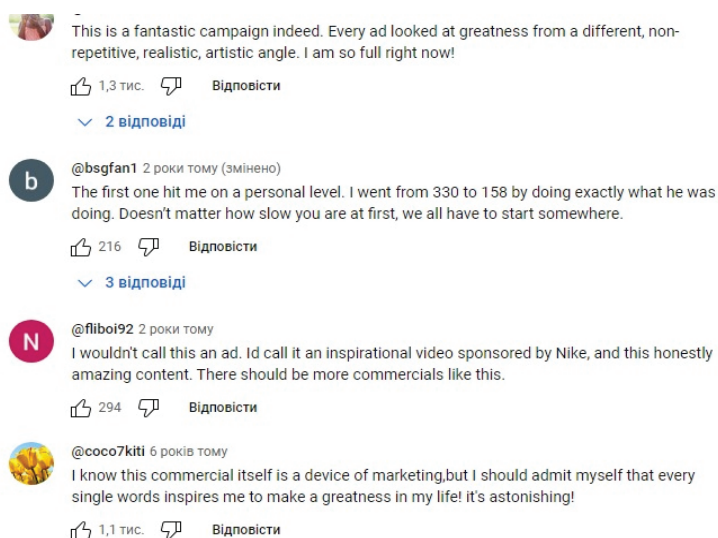 This is a fantastic campaign indeed. Every ad looked at greatness from a different, non-
repetitive, realistic, artistic angle. I am so full right now!
1,3 тис. Відповісти
2 відповіді
b
@bsgfan1 2 роки тому (змінено)
The first one hit me on a personal level. I went from 330 to 158 by doing exactly what he was
doing. Doesn't matter how slow you are at first, we all have to start somewhere.
216 Відповісти
3 відповіді
N
@fliboi92 2 роки тому
I wouldn't call this an ad. Id call it an inspirational video sponsored by Nike, and this honestly
amazing content. There should be more commercials like this.
294 Відповісти
@coco7kiti 6 років тому
I know this commercial itself is a device of marketing,but I should admit myself that every
single words inspires me to make a greatness in my life! it's astonishing!
1,1 тис. Відповісти